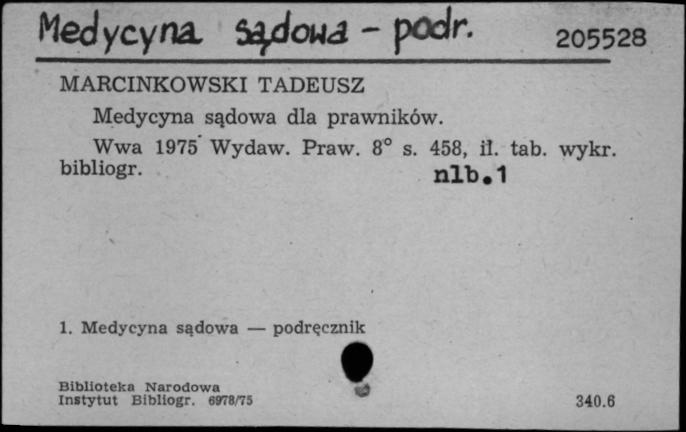 Medycyna sądowa - podr. 205528
MARCINKOWSKI TADEUSZ
Medycyna sądowa dla prawników.
Wwa 1975 Wydaw. Praw. 8° s. 458, il. tab. wykr.
bibliogr. nlb.1
1. Medycyna sądowa — podręcznik
Biblioteka Narodowa
Instytut Bibliogr. 6978/75 340.6